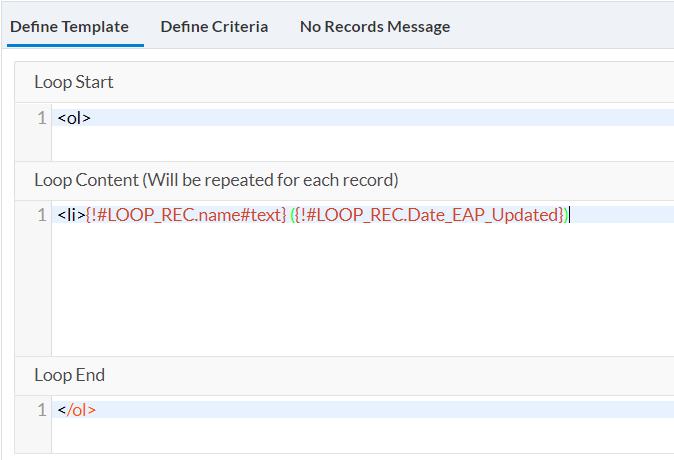 Define Template Define Criteria No Records Message
Loop Start
1 <ol>
Loop Content (Will be repeated for each record)
1 <li>{!#LOOP_REC.name#text} ({!#LOOP_REC.Date_EAP_Updated})
Loop End
1 </ol>